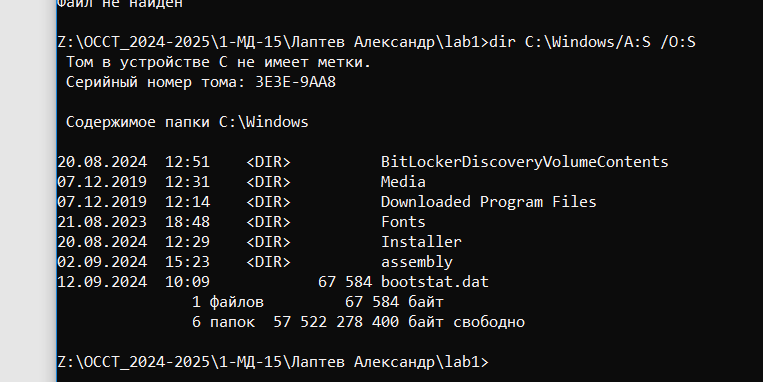 Файл не найден
Z:\ОССТ_2024-2025\1-МД-15\Лаптев Александр\lab1>dir C:\Windows/A:S /O:S
Том в устройстве C не имеет метки.
Серийный номер тома: 3E3E-9AA8
Содержимое папки C:\Windows
20.08.2024  12:51    <DIR>          BitLockerDiscoveryVolumeContents
07.12.2019  12:31    <DIR>          Media
07.12.2019  12:14    <DIR>          Downloaded Program Files
21.08.2023  18:48    <DIR>          Fonts
20.08.2024  12:29    <DIR>          Installer
02.09.2024  15:23    <DIR>          assembly
12.09.2024  10:09            67 584 bootstat.dat
1 файлов         67 584 байт
6 папок  57 522 278 400 байт свободно
Z:\ОССТ_2024-2025\1-МД-15\Лаптев Александр\lab1>